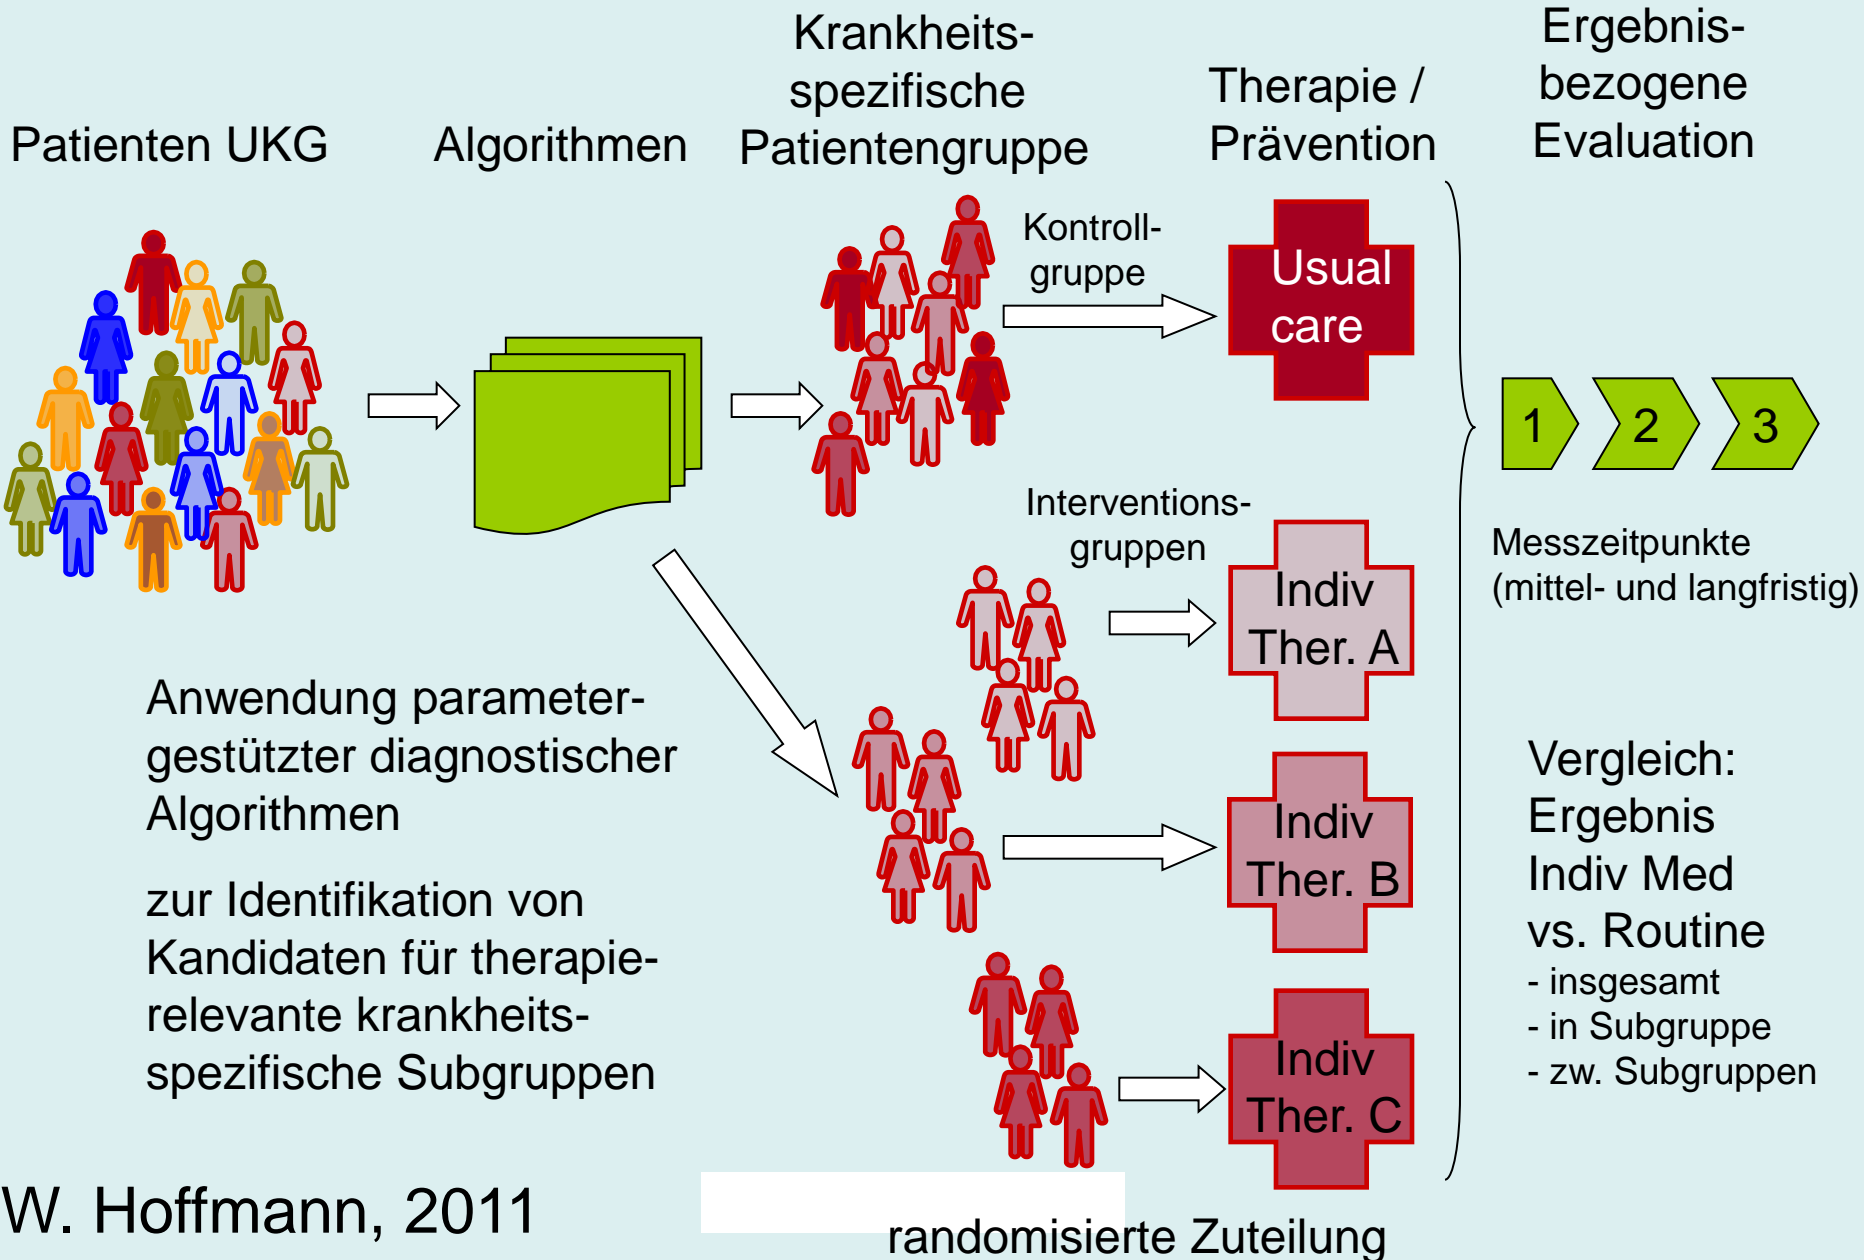 Patienten UKG
Algorithmen
Krankheits-
spezifische
Patientengruppe
Therapie /
Prävention
Ergebnis-
bezogene
Evaluation
Kontroll-
gruppe
Usual
care
1
2
3
Interventions-
gruppen
Indiv
Ther. A
Messzeitpunkte
(mittel- und langfristig)
Anwendung parameter-
gestützter diagnostischer
Algorithmen
zur Identifikation von
Kandidaten für therapie-
relevante krankheits-
spezifische Subgruppen
Indiv
Ther. B
Vergleich:
Ergebnis
Indiv Med
vs. Routine
- insgesamt
- in Subgruppe
- zw. Subgruppen
Indiv
Ther. C
W. Hoffmann, 2011
randomisierte Zuteilung